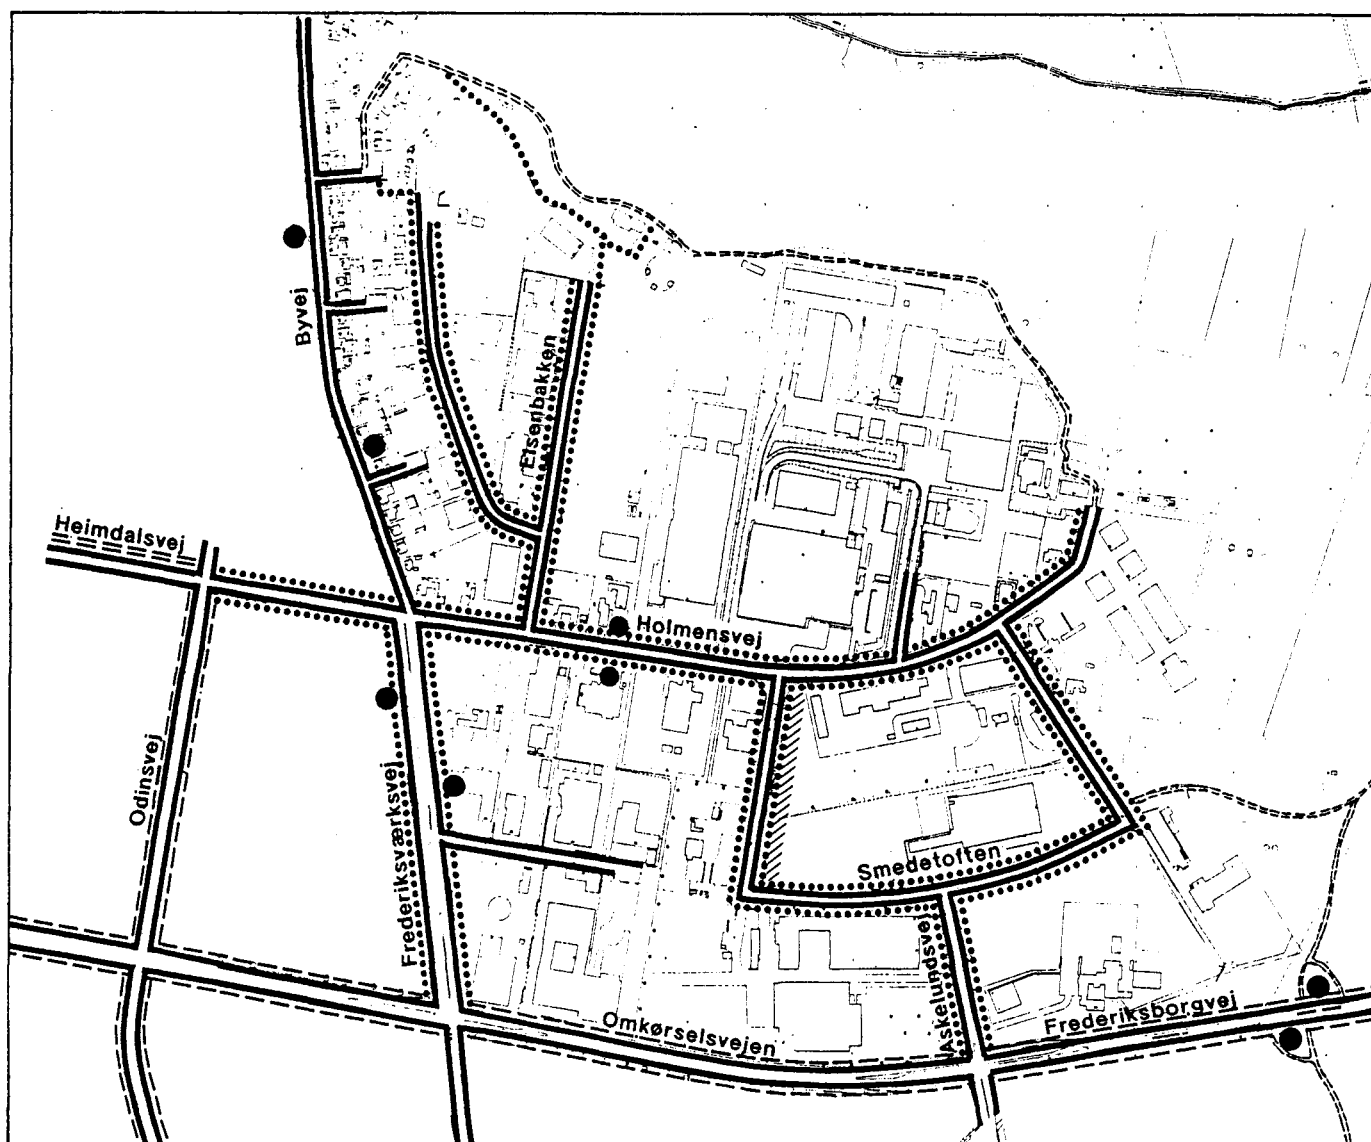 Byvej
Elsenbakken
Heimdalsvej
Holmensvej
Odinsvej
Frederiksværksvej
Smedetoften
Askelundsvej
Omkørselsvejen
Frederiksborgvej